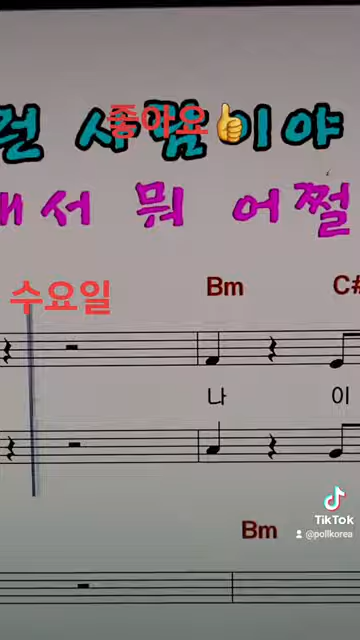 건 사람이야
좋아요👍
해서 뭐 어쩔
수요일
Bm
C#
나 이
TikTok
@pollkorea
Bm